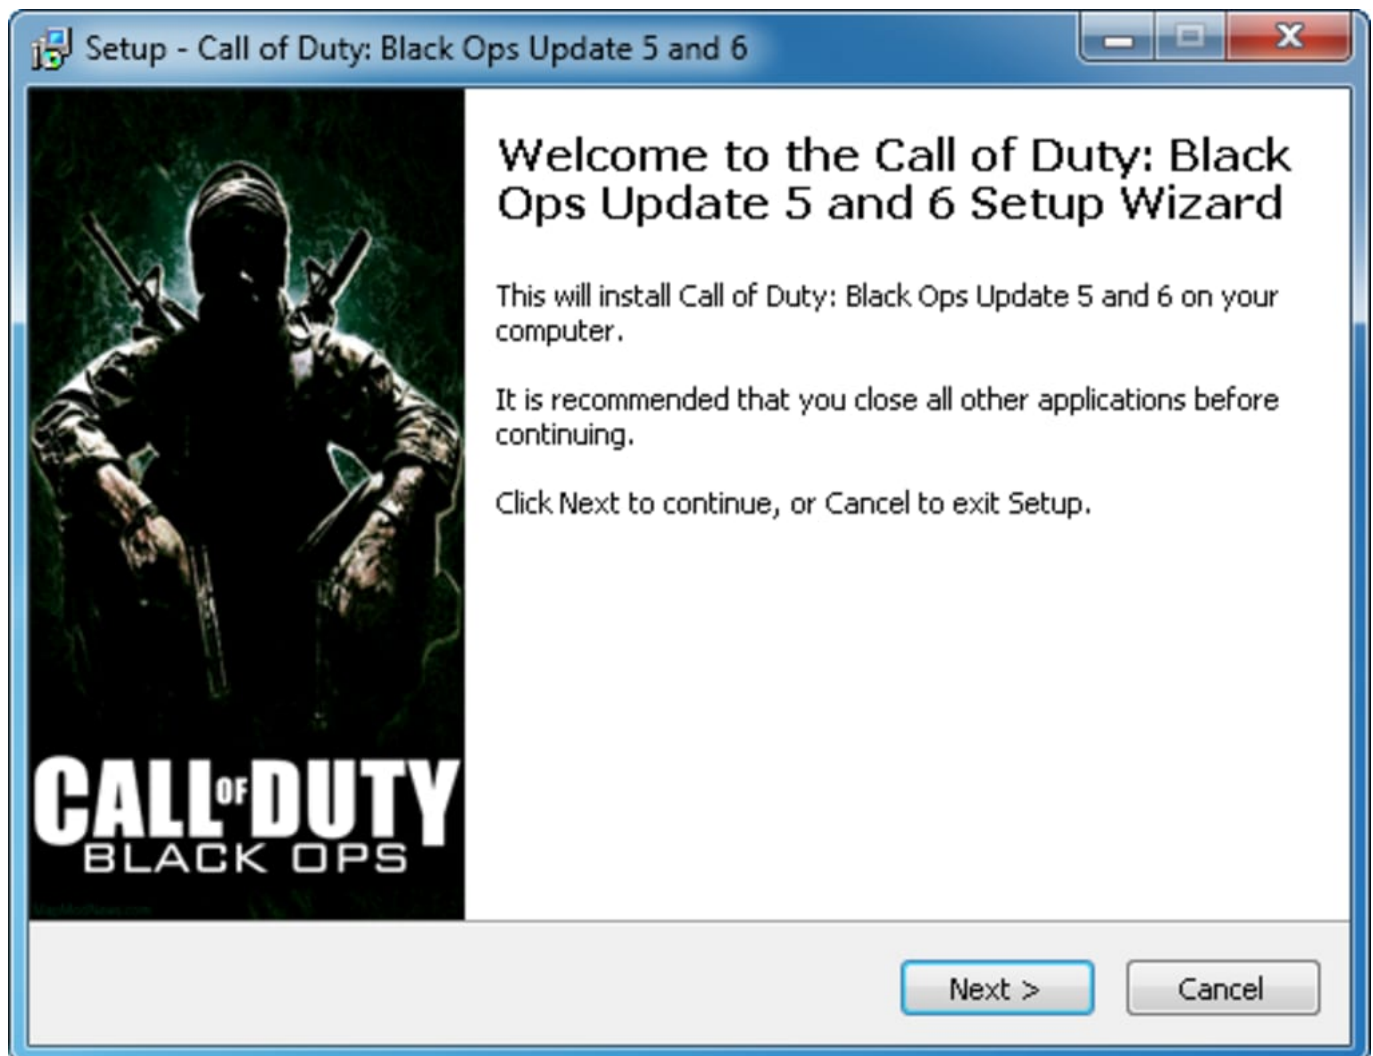 Setup - Call of Duty: Black Ops Update 5 and 6
Welcome to the Call of Duty: Black
Ops Update 5 and 6 Setup Wizard
This will install Call of Duty: Black Ops Update 5 and 6 on your
computer.
It is recommended that you close all other applications before
continuing.
Click Next to continue, or Cancel to exit Setup.
CALL OF DUTY
BLACK OPS
Next >
Cancel